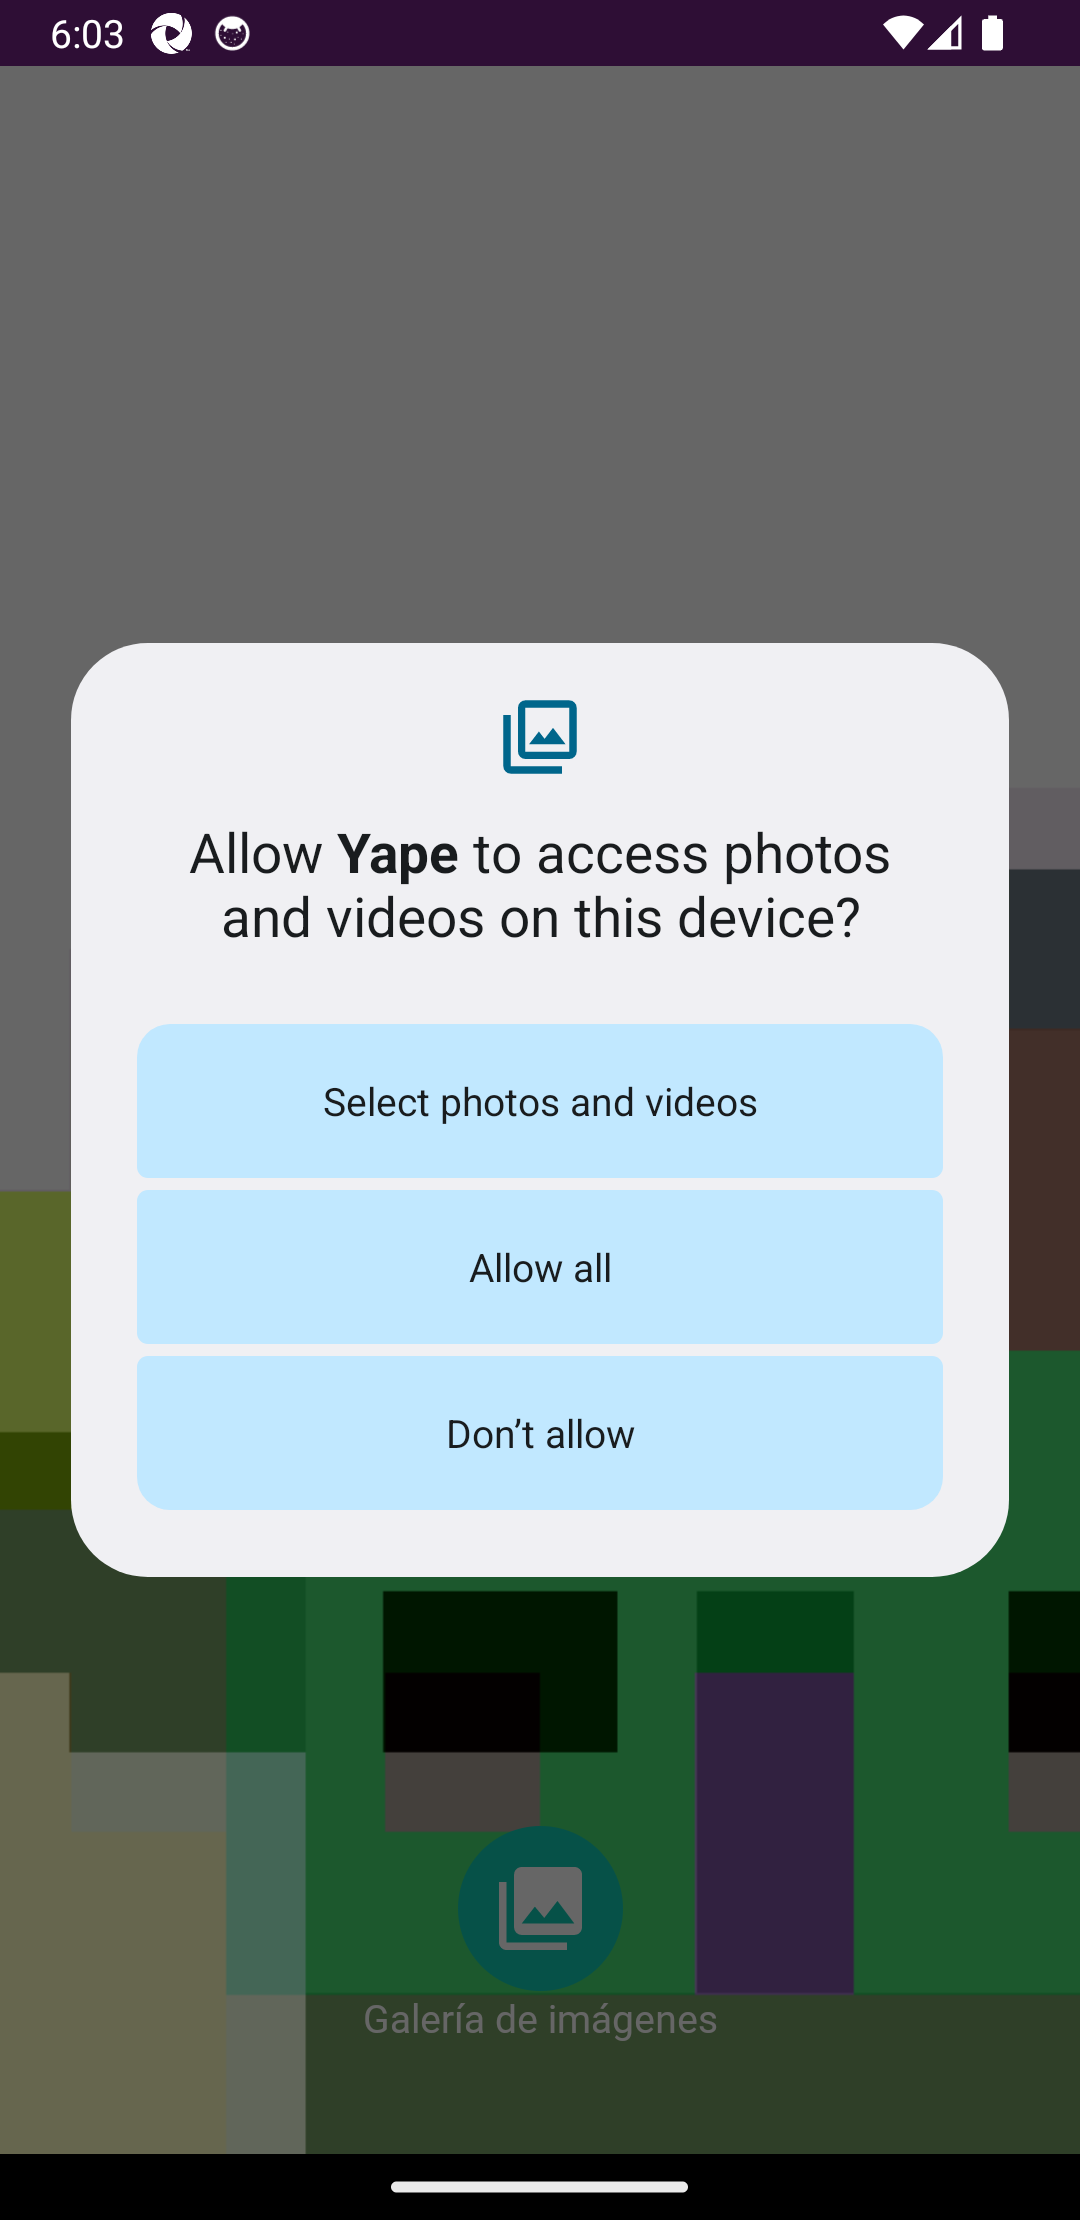 6:03
Allow Yape to access photos
and videos on this device?
Select photos and videos
Allow all
Don’t allow
Galería de imágenes